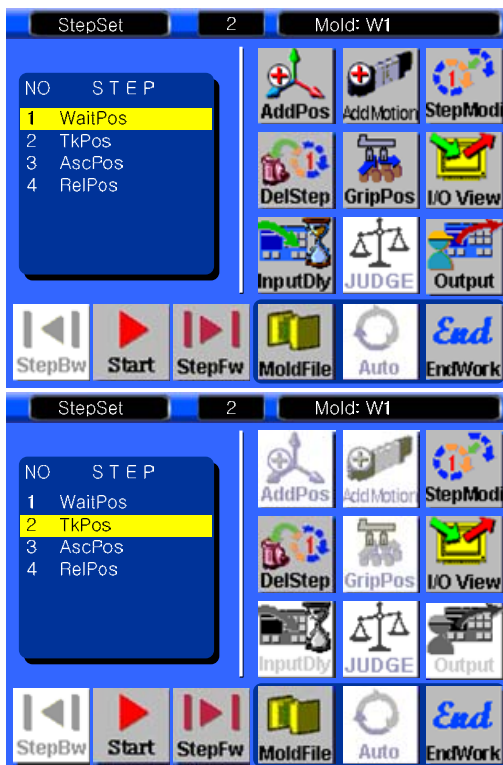 StepSet 2 Mold: W1
NO STEP
1 WaitPos
2 TkPos
3 AscPos
4 RelPos
AddPos AddMotion StepModi
DelStep GripPos I/O View
InputDly JUDGE Output
StepBw Start StepFw MoldFile Auto End EndWork
StepSet 2 Mold: W1
NO STEP
1 WaitPos
2 TkPos
3 AscPos
4 RelPos
AddPos AddMotion StepModi
DelStep GripPos I/O View
InputDly JUDGE Output
StepBw Start StepFw MoldFile Auto End EndWork